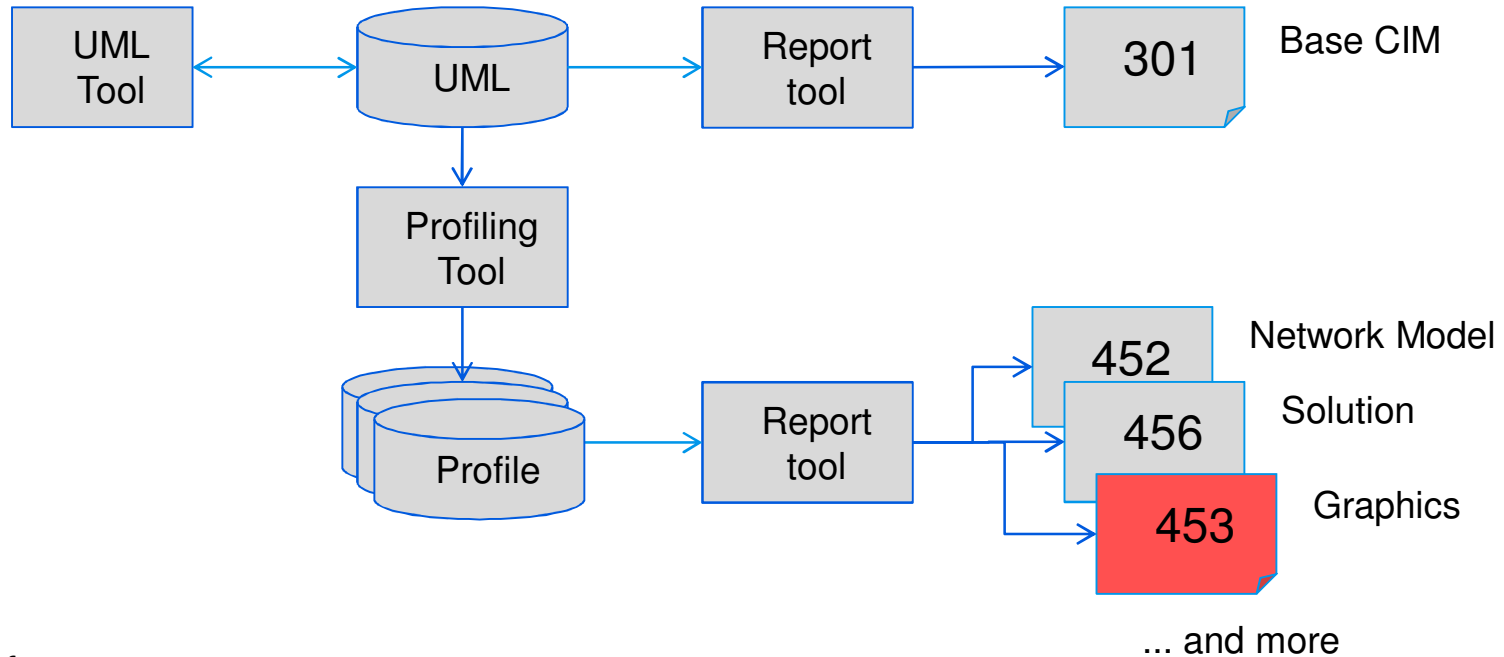 UML
Tool
UML
Report
tool
301
Base CIM
Profiling
Tool
Profile
Report
tool
452
Network Model
456
Solution
453
Graphics
... and more